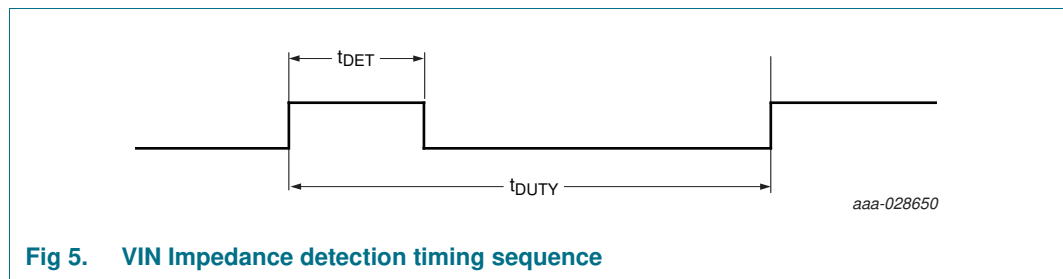 tDET
tDUTY
aaa-028650
Fig 5. VIN Impedance detection timing sequence